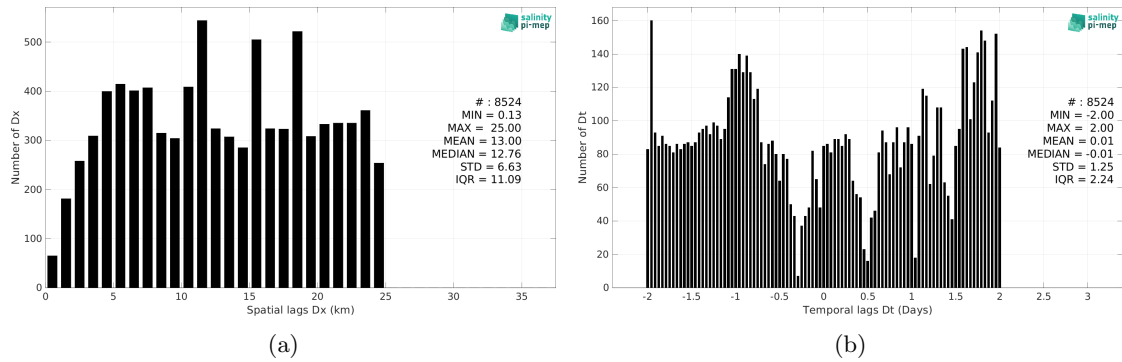 salinity
pi-mep
500
400
300
200
100
0
Number of Dx
# : 8524
MIN = 0.13
MAX = 25.00
MEAN = 13.00
MEDIAN = 12.76
STD = 6.63
IQR = 11.09
0 5 10 15 20 25 30 35
Spatial lags Dx (km)
(a)
salinity
pi-mep
160
140
120
100
80
60
40
20
0
Number of Dt
# : 8524
MIN = -2.00
MAX = 2.00
MEAN = 0.01
MEDIAN = -0.01
STD = 1.25
IQR = 2.24
-2 -1.5 -1 -0.5 0 0.5 1 1.5 2 2.5 3
Temporal lags Dt (Days)
(b)